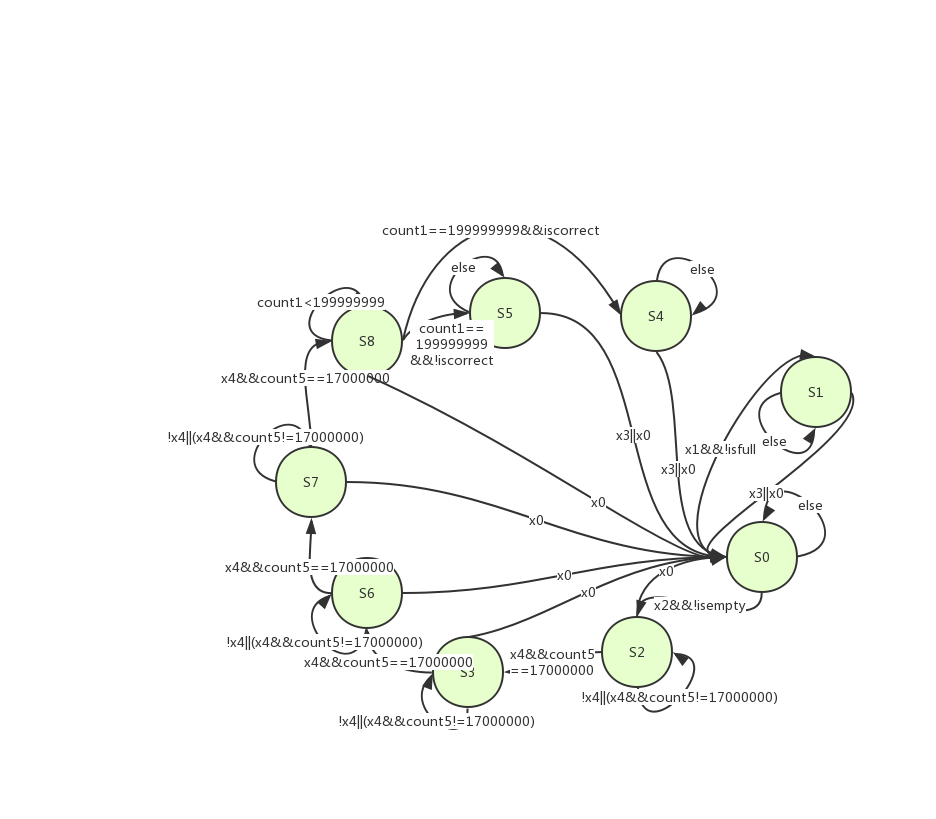 count1==199999999&&iscorrect
else
else
count1<199999999
S5
S4
S8
count1==
199999999
&&!iscorrect
x4&&count5==17000000
S1
!x4||(x4&&count5!=17000000)
x3||x0
x1&&!isfull
else
x3||x0
S7
x3||x0
x0
else
x0
S0
x4&&count5==17000000
x0
x0
S6
x0
x2&&!isempty
!x4||(x4&&count5!=17000000)
x4&&count5
==17000000
S2
x4&&count5==17000000
S3
!x4||(x4&&count5!=17000000)
!x4||(x4&&count5!=17000000)